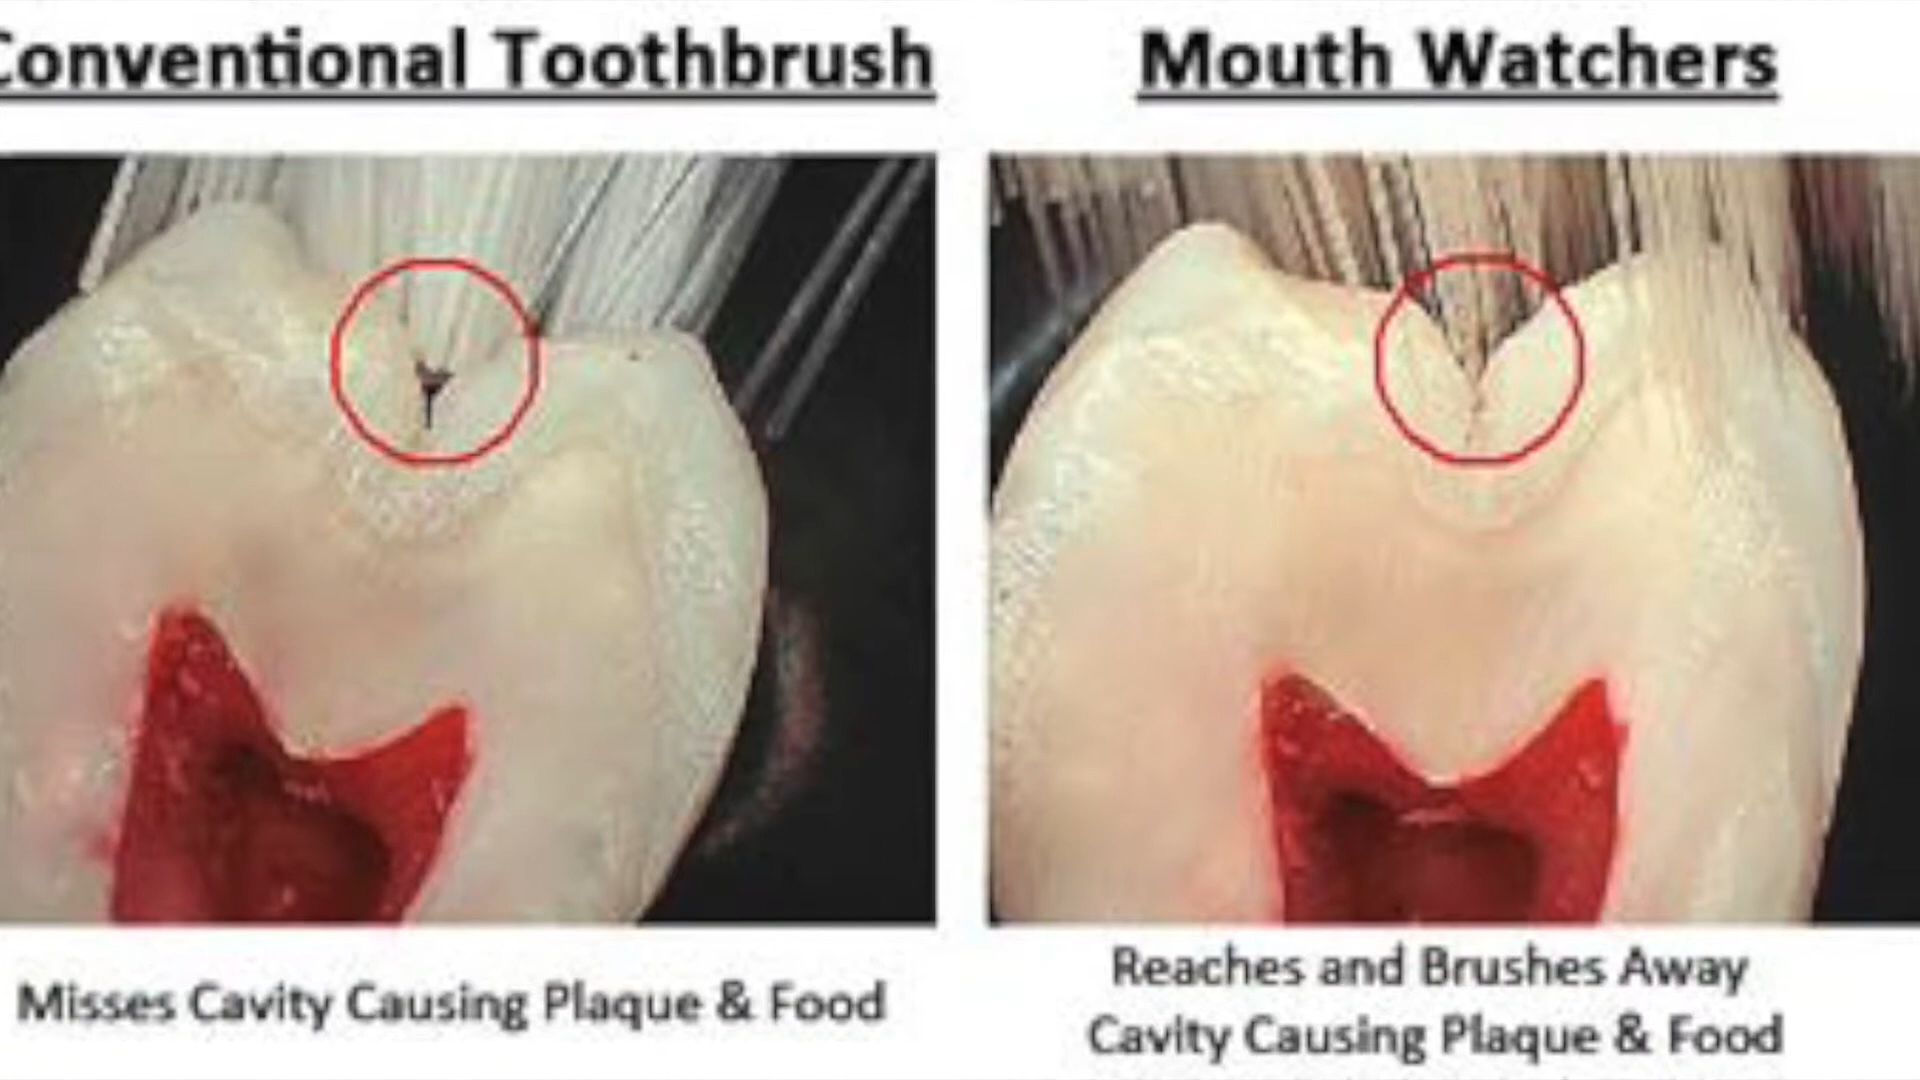 Conventional Toothbrush
Mouth Watchers
Misses Cavity Causing Plaque & Food
Reaches and Brushes Away
Cavity Causing Plaque & Food